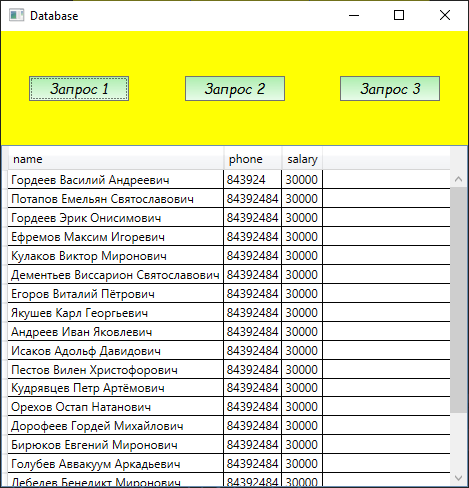 Database
Запрос 1 Запрос 2 Запрос 3
name phone salary
Гордеев Василий Андреевич 843924 30000
Потапов Емельян Святославович 84392484 30000
Гордеев Эрик Онисимович 84392484 30000
Ефремов Максим Игоревич 84392484 30000
Кулаков Виктор Миронович 84392484 30000
Дементьев Виссарион Святославович 84392484 30000
Егоров Виталий Пётрович 84392484 30000
Якушев Карл Георгьевич 84392484 30000
Андреев Иван Яковлевич 84392484 30000
Исаков Адольф Давидович 84392484 30000
Пестов Вилен Христофорович 84392484 30000
Кудрявцев Петр Артёмович 84392484 30000
Орехов Остап Натанович 84392484 30000
Дорофеев Гордей Михайлович 84392484 30000
Бирюков Евгений Миронович 84392484 30000
Голубев Аввакуум Аркадьевич 84392484 30000
Лебедев Бенедикт Миронович 84392484 30000